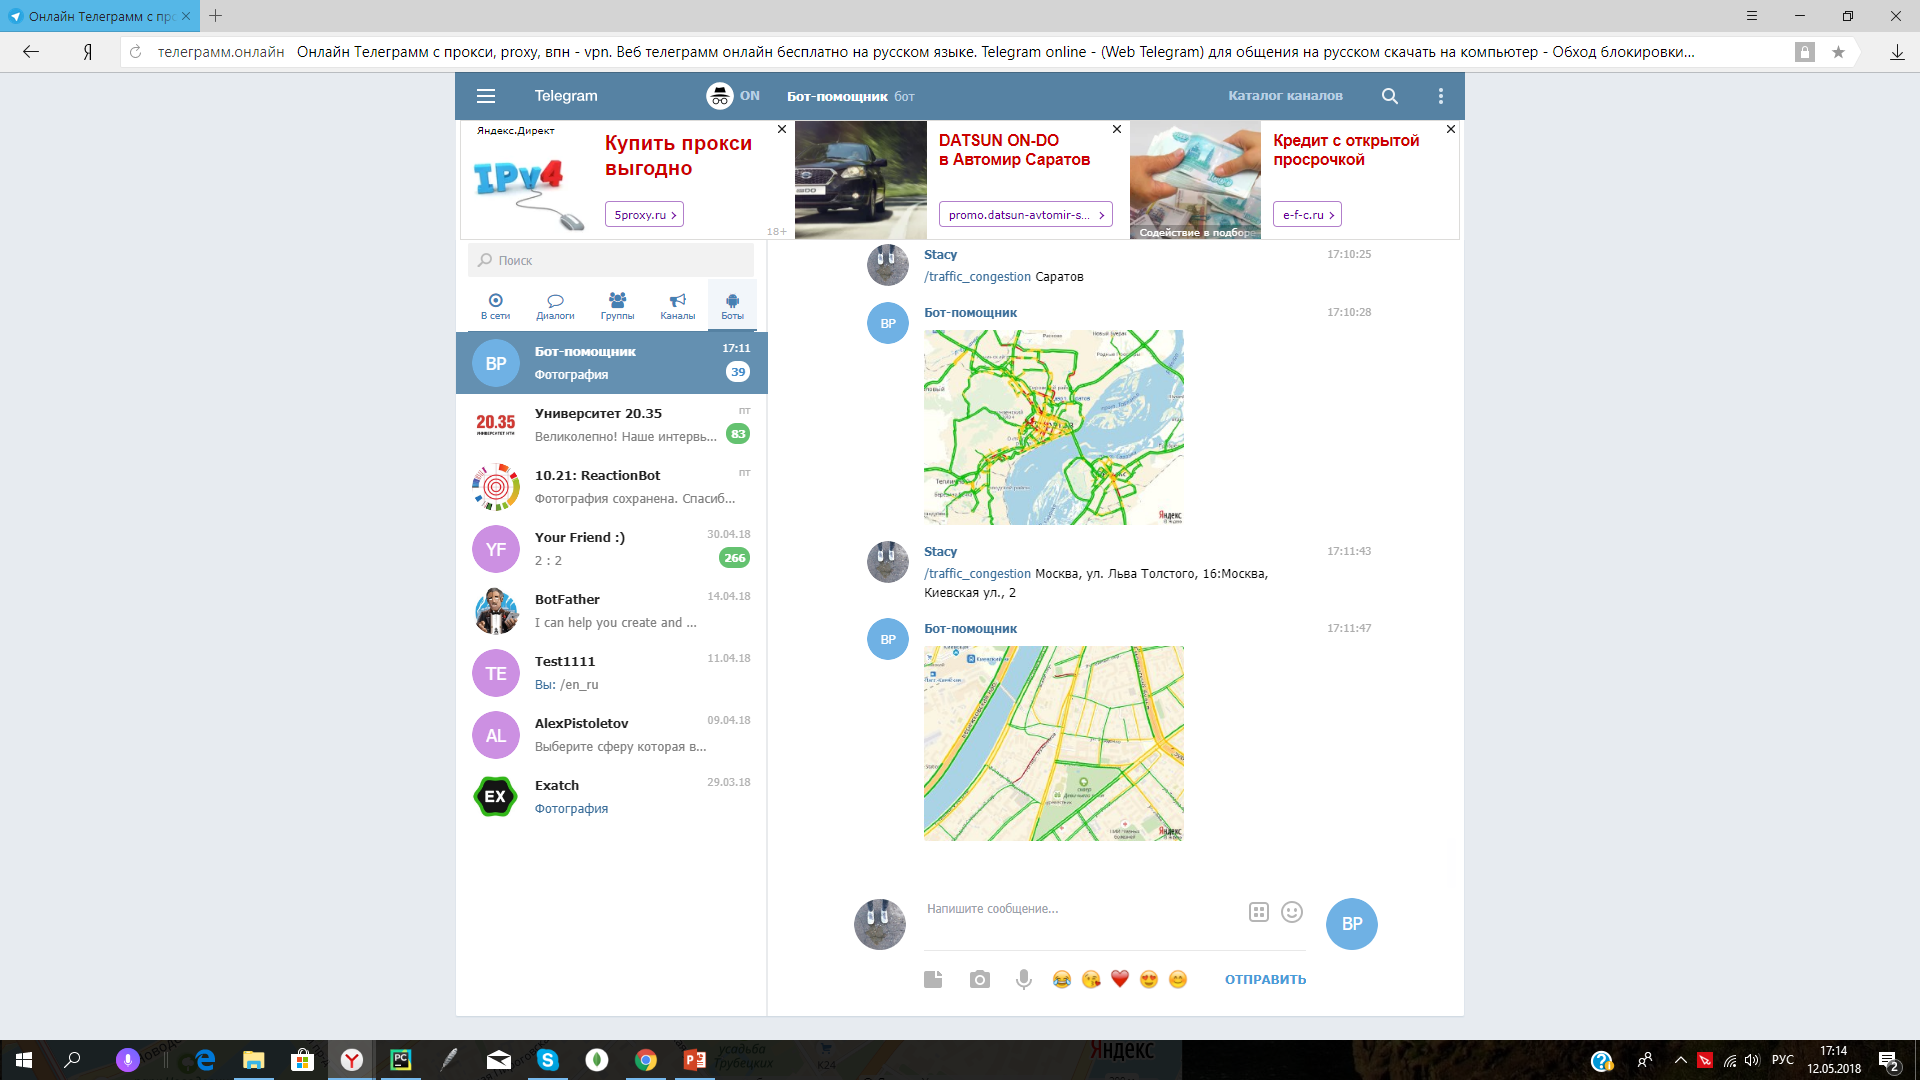 Онлайн Телеграмм с про
телеграмм.онлайн Онлайн Телеграмм с прокси, proxy, впн - vpn. Веб телеграмм онлайн бесплатно на русском языке. Telegram online - (Web Telegram) для общения на русском скачать на компьютер - Обход блокировки...
Telegram
ON
Бот-помощник бот
Каталог каналов
Яндекс.Директ
IPv4
Купить прокси
выгодно
5proxy.ru
18+
DATSUN ON-DO
в Автомир Саратов
promo.datsun-avtomir-s...
Содействие в подборе
Кредит с открытой
просрочкой
e-f-c.ru
Поиск
В сети
Диалоги
Группы
Каналы
Боты
BP
Бот-помощник
17:11
Фотография
39
20.35
Университет 20.35
пт
Великолепно! Наше интервь...
83
10.21: ReactionBot
пт
Фотография сохранена. Спасиб...
YF
Your Friend :)
30.04.18
2 : 2
266
BotFather
14.04.18
I can help you create and ...
TE
Test1111
11.04.18
Вы: /en_ru
AL
AlexPistoletov
09.04.18
Выберите сферу которая в...
EX
Exatch
29.03.18
Фотография
Stacy
17:10:25
/traffic_congestion Саратов
BP
Бот-помощник
17:10:28
Яндекс
Stacy
17:11:43
/traffic_congestion Москва, ул. Льва Толстого, 16:Москва,
Киевская ул., 2
BP
Бот-помощник
17:11:47
Яндекс
Напишите сообщение...
BP
ОТПРАВИТЬ
усадьба
Трубецких
К24
Яндекс
РУС
17:14
12.05.2018
2